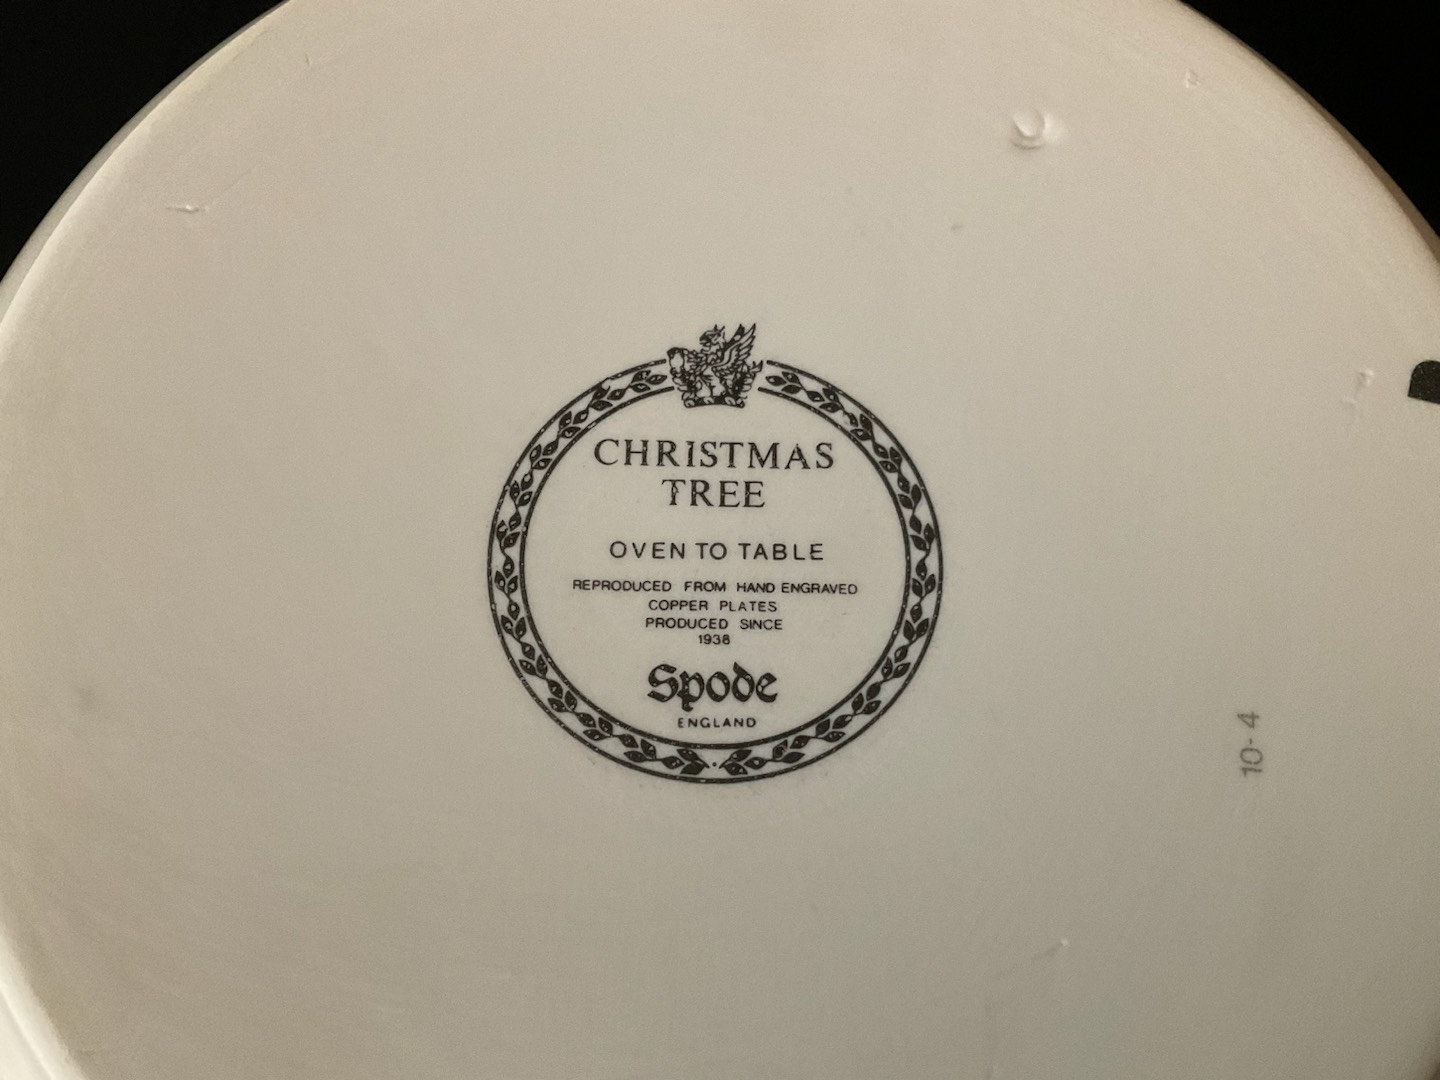 CHRISTMAS
TREE
OVEN TO TABLE
REPRODUCED FROM HAND ENGRAVED
COPPER PLATES
PRODUCED SINCE
1938
Spode
ENGLAND
10-4